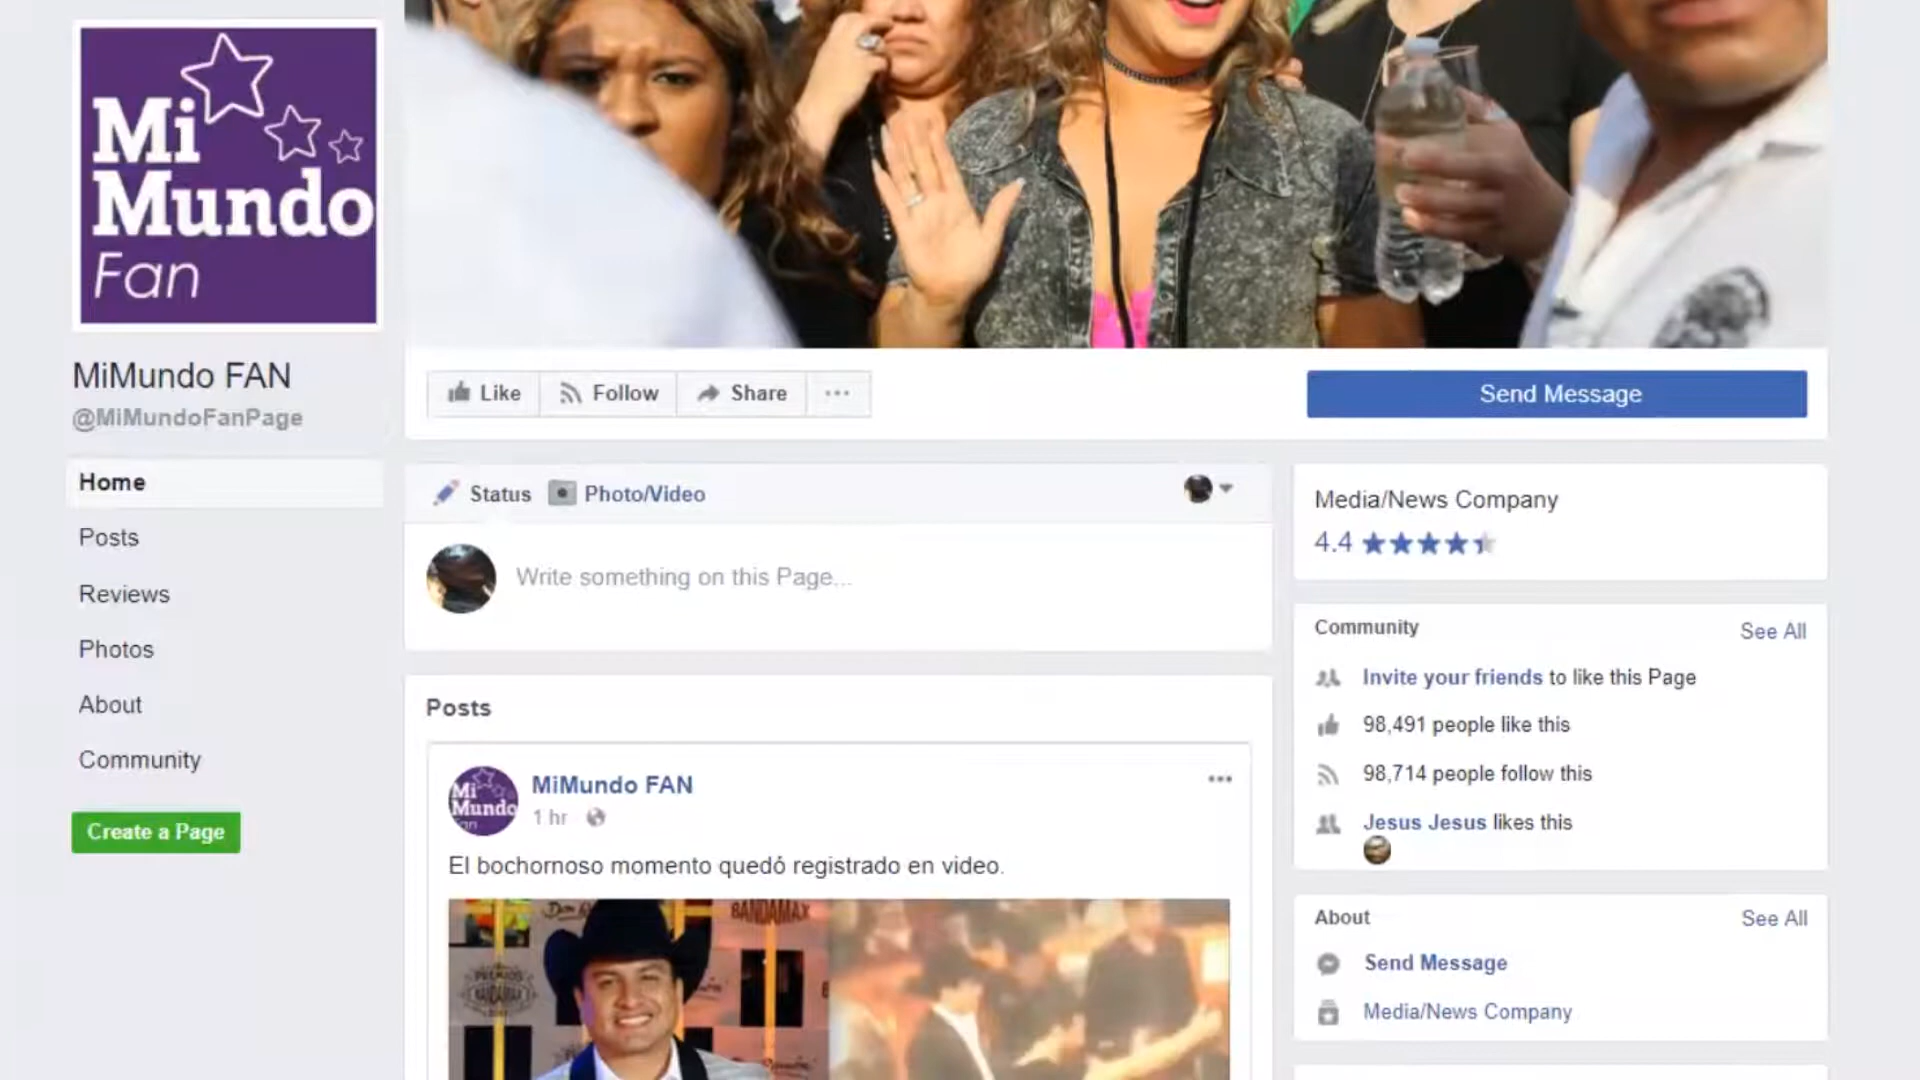 Mi
Mundo
Fan
MiMundo FAN
@MiMundoFanPage
Home
Posts
Reviews
Photos
About
Community
Create a Page
Like
Follow
Share
Send Message
Status
Photo/Video
Write something on this Page...
Posts
Mi
Mundo
MiMundo FAN
1 hr
El bochornoso momento quedó registrado en video.
BANDAMAX
PREMIOS
BANDAMAX
Media/News Company
4.4
Community
See All
Invite your friends to like this Page
98,491 people like this
98,714 people follow this
Jesus Jesus likes this
About
See All
Send Message
Media/News Company